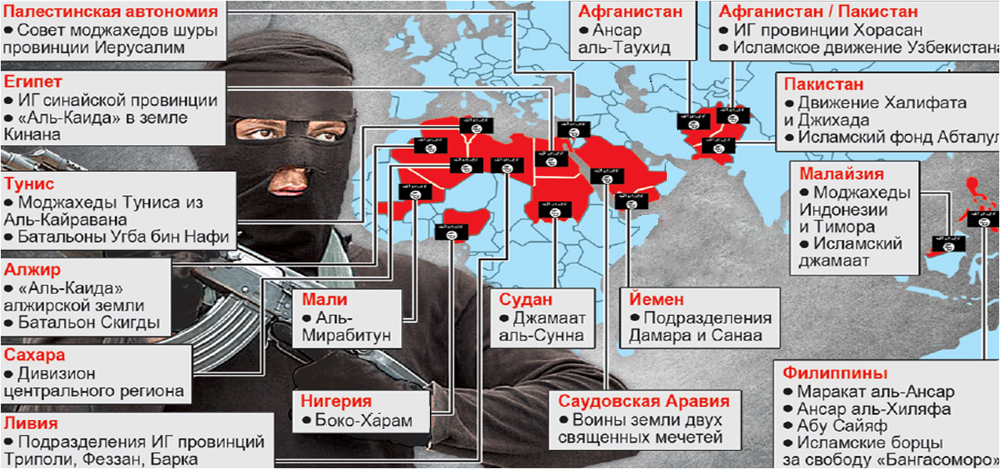 Палестинская автономия
● Совет моджахедов шуры
провинции Иерусалим
Египет
● ИГ синайской провинции
● «Аль-Каида» в земле
Кинана
Тунис
● Моджахеды Туниса из
Аль-Кайравана
● Батальоны Угба бин Нафи
Алжир
● «Аль-Каида»
алжирской земли
● Батальон Скигды
Сахара
● Дивизион
центрального региона
Ливия
● Подразделения ИГ провинций
Триполи, Феззан, Барка
Мали
● Аль-
Мирабитун
Нигерия
● Боко-Харам
Судан
● Джамаат
аль-Сунна
Йемен
● Подразделения
Дамара и Санаа
Саудовская Аравия
● Воины земли двух
священных мечетей
Афганистан
● Ансар
аль-Таухид
Афганистан / Пакистан
● ИГ провинции Хорасан
● Исламское движение Узбекистана
Пакистан
● Движение Халифата
и Джихада
● Исламский фонд Абталул
Малайзия
● Моджахеды
Индонезии
и Тимора
● Исламский
джамаат
Филиппины
● Маракат аль-Ансар
● Ансар аль-Хиляфа
● Абу Сайяф
● Исламские борцы
за свободу «Бангасоморо»